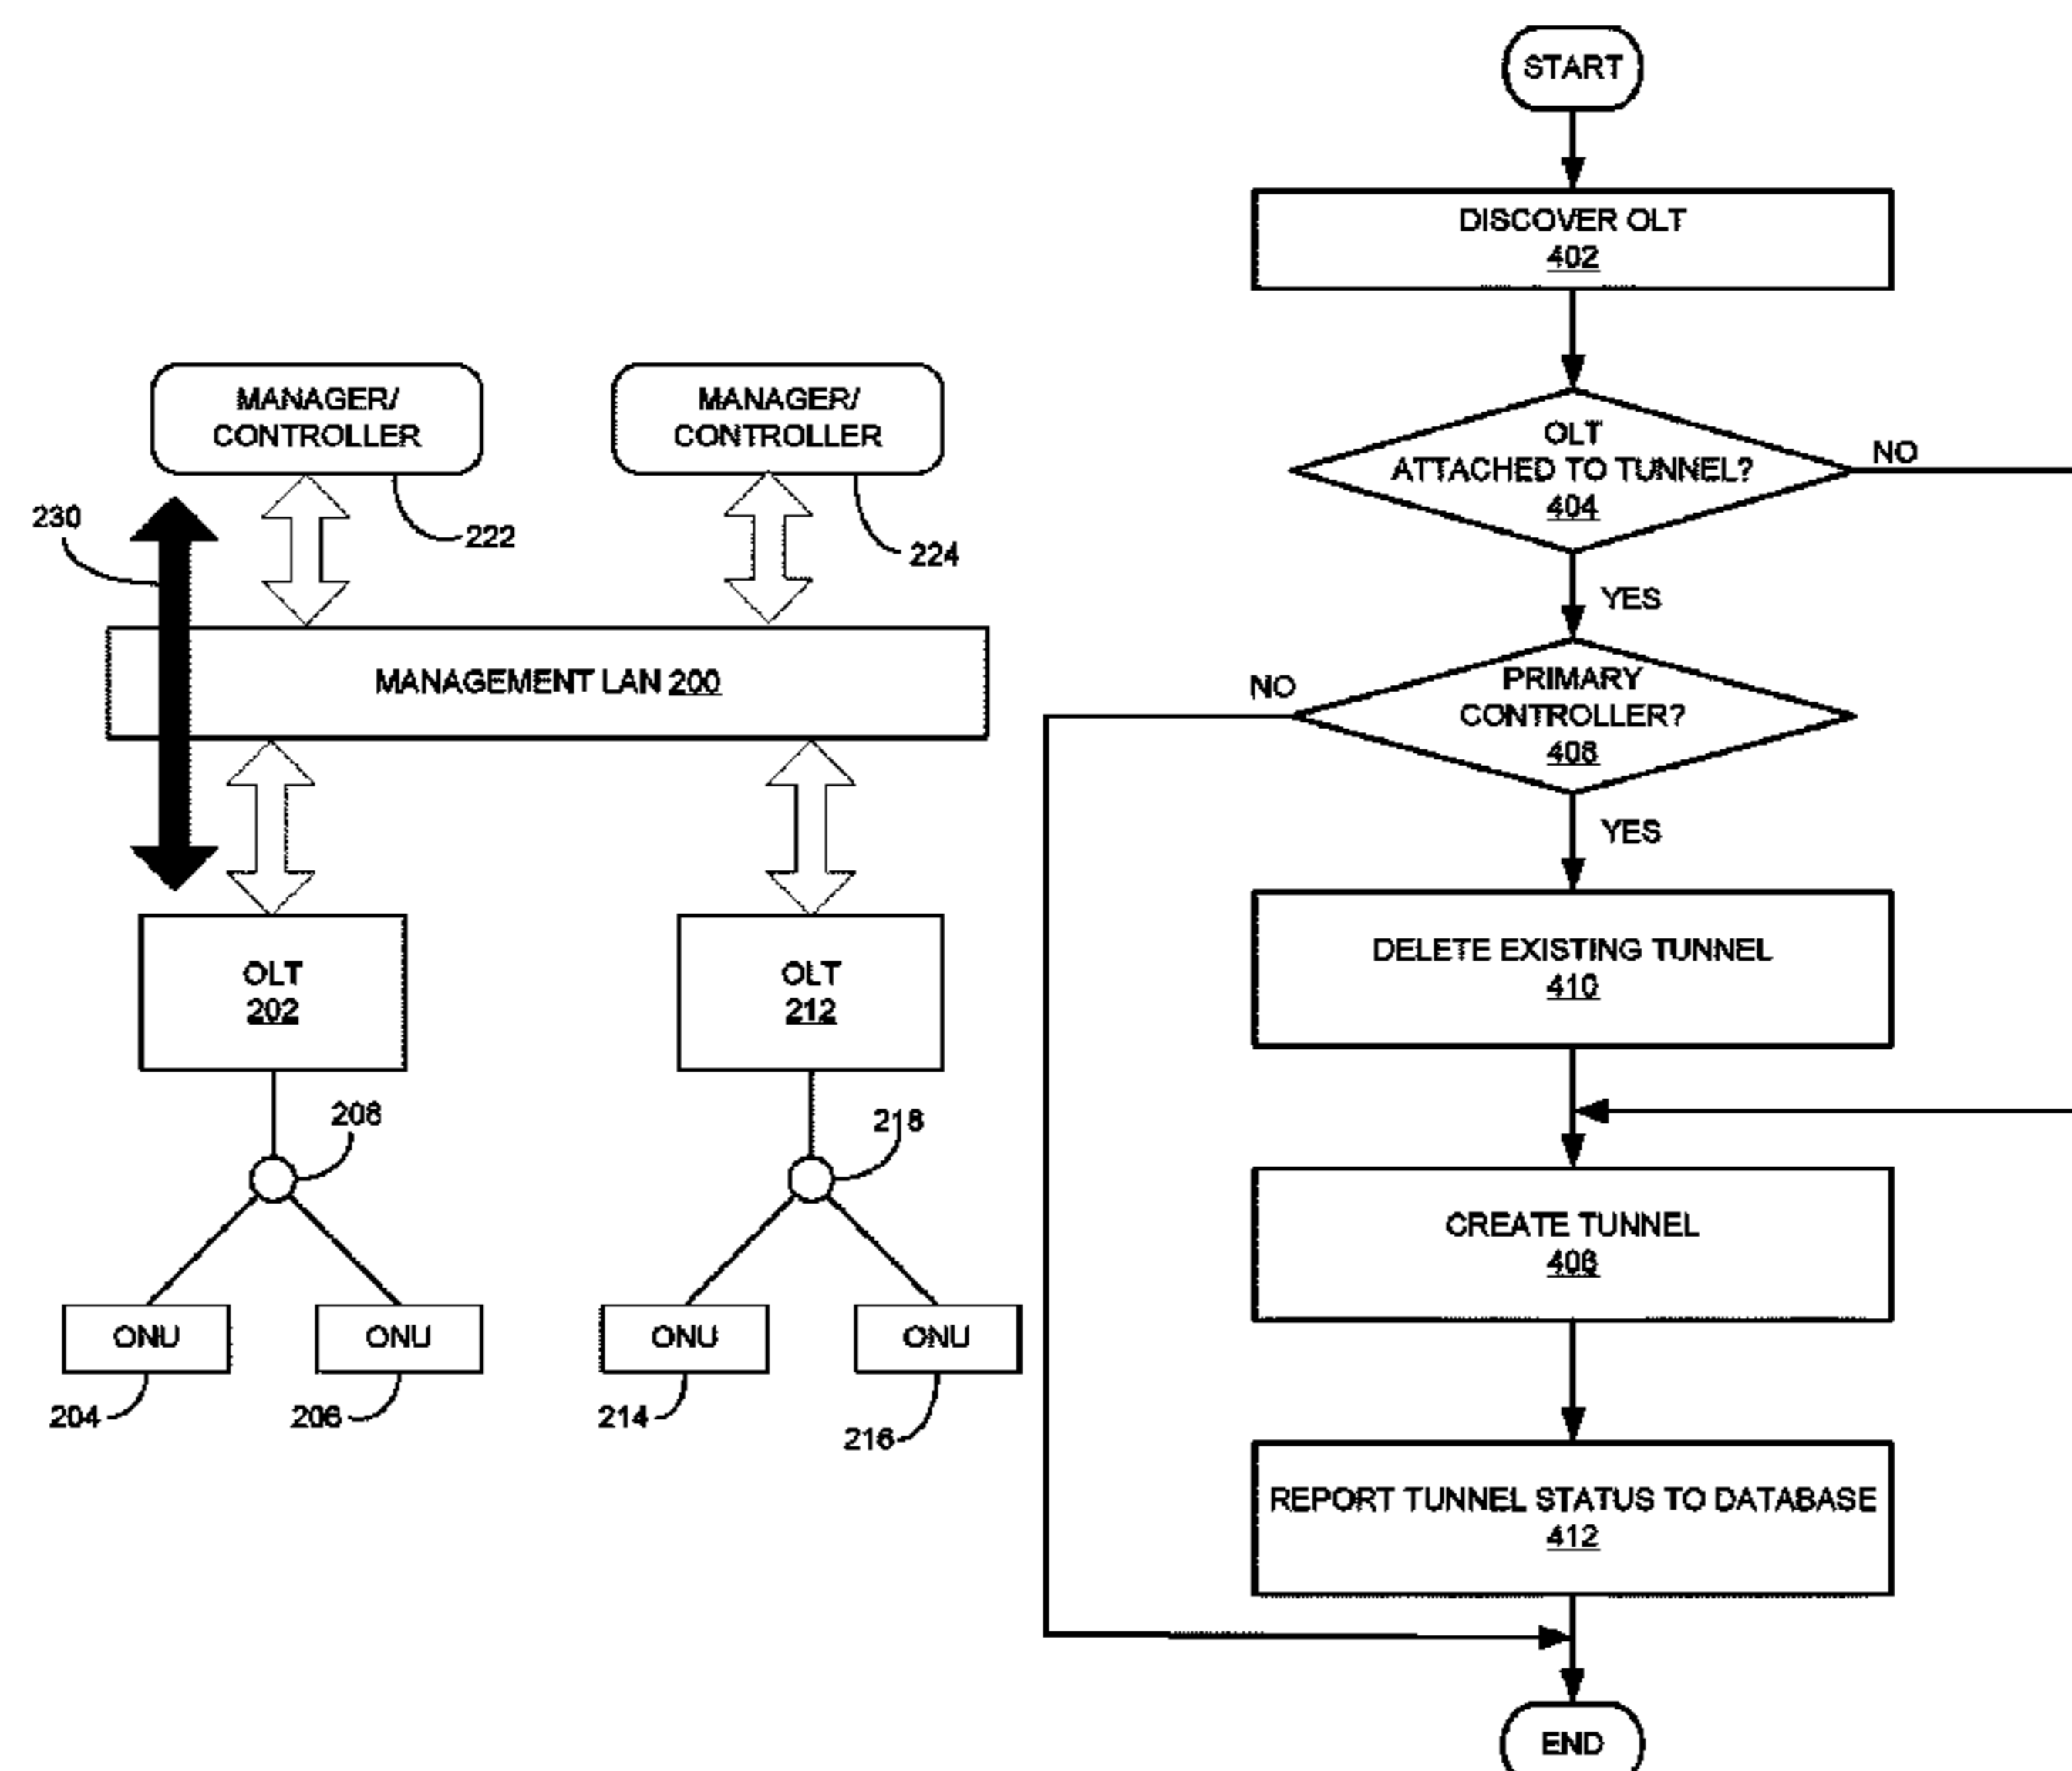 MANAGER/
CONTROLLER
MANAGER/
CONTROLLER
230
222
224
MANAGEMENT LAN 200
OLT
202
OLT
212
208
218
ONU
ONU
ONU
ONU
204
206
214
216
START
DISCOVER OLT
402
OLT
ATTACHED TO TUNNEL?
404
NO
YES
PRIMARY
CONTROLLER?
408
NO
YES
DELETE EXISTING TUNNEL
410
CREATE TUNNEL
406
REPORT TUNNEL STATUS TO DATABASE
412
END